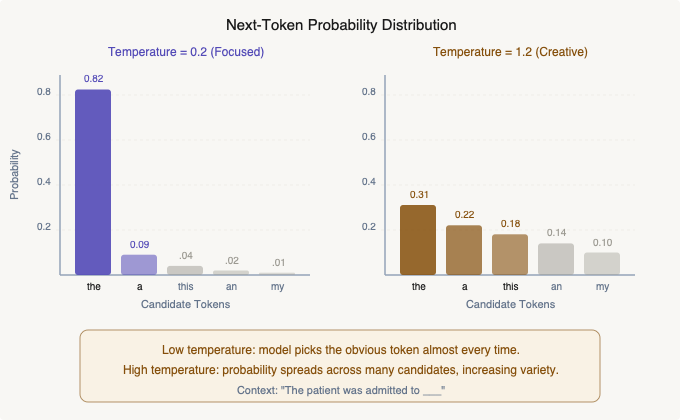 Next-Token Probability Distribution
Temperature = 0.2 (Focused)
Temperature = 1.2 (Creative)
Probability
0.8
0.6
0.4
0.2
0.82
0.09
.04
.02
.01
the a this an my
Candidate Tokens
0.8
0.6
0.4
0.2
0.31
0.22
0.18
0.14
0.10
the a this an my
Candidate Tokens
Low temperature: model picks the obvious token almost every time.
High temperature: probability spreads across many candidates, increasing variety.
Context: "The patient was admitted to ___"